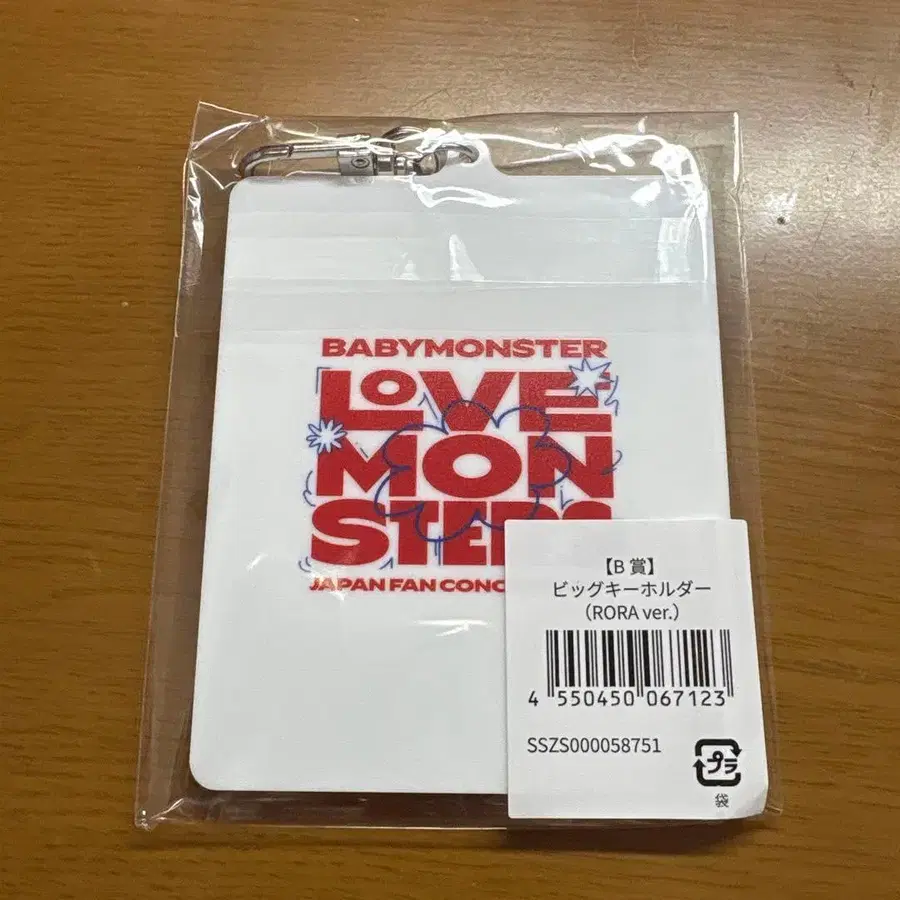 BABYMONSTER
LOVE
MON
STERS
JAPAN FAN CONC
【B 賞】
ビッグキーホルダー
(RORA ver.)
4 550450 067123
SSZS000058751
プラ
袋